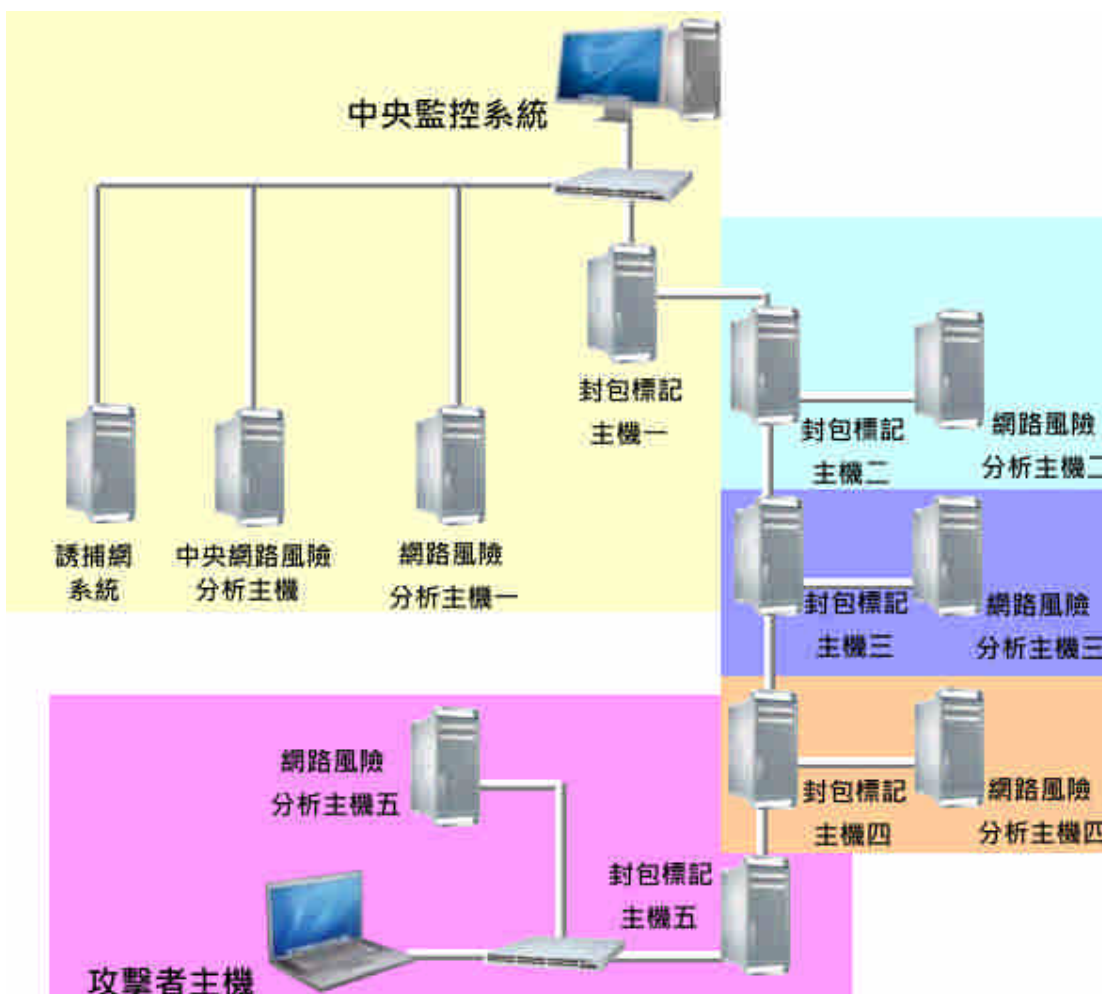 中央監控系統
封包標記
主機一
封包標記
主機二
網路風險
分析主機二
誘捕網
系統
中央網路風險
分析主機
網路風險
分析主機一
封包標記
主機三
網路風險
分析主機三
網路風險
分析主機五
封包標記
主機四
網路風險
分析主機四
封包標記
主機五
攻擊者主機